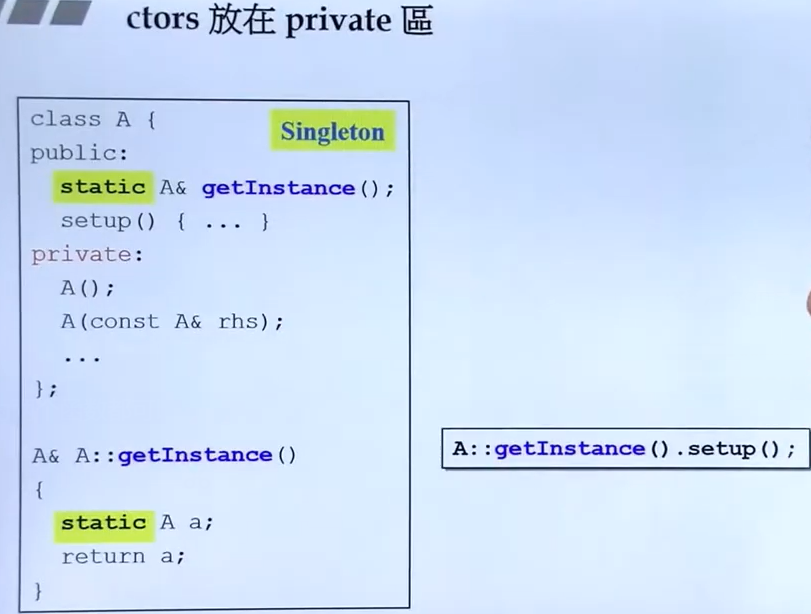 ctors 放在 private 區
class A {
Singleton
public:
static A& getInstance();
setup() { ... }
private:
A();
A(const A& rhs);
...
};
A& A::getInstance()
{
static A a;
return a;
}
A::getInstance().setup();